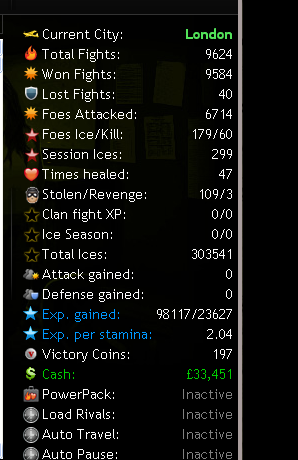 Current City: London
Total Fights: 9624
Won Fights: 9584
Lost Fights: 40
Foes Attacked: 6714
Foes Ice/Kill: 179/60
Session Ices: 299
Times healed: 47
Stolen/Revenge: 109/3
Clan fight XP: 0/0
Ice Season: 0/0
Total Ices: 303541
Attack gained: 0
Defense gained: 0
Exp. gained: 98117/23627
Exp. per stamina: 2.04
Victory Coins: 197
Cash: £33,451
PowerPack: Inactive
Load Rivals: Inactive
Auto Travel: Inactive
Auto Pause: Inactive